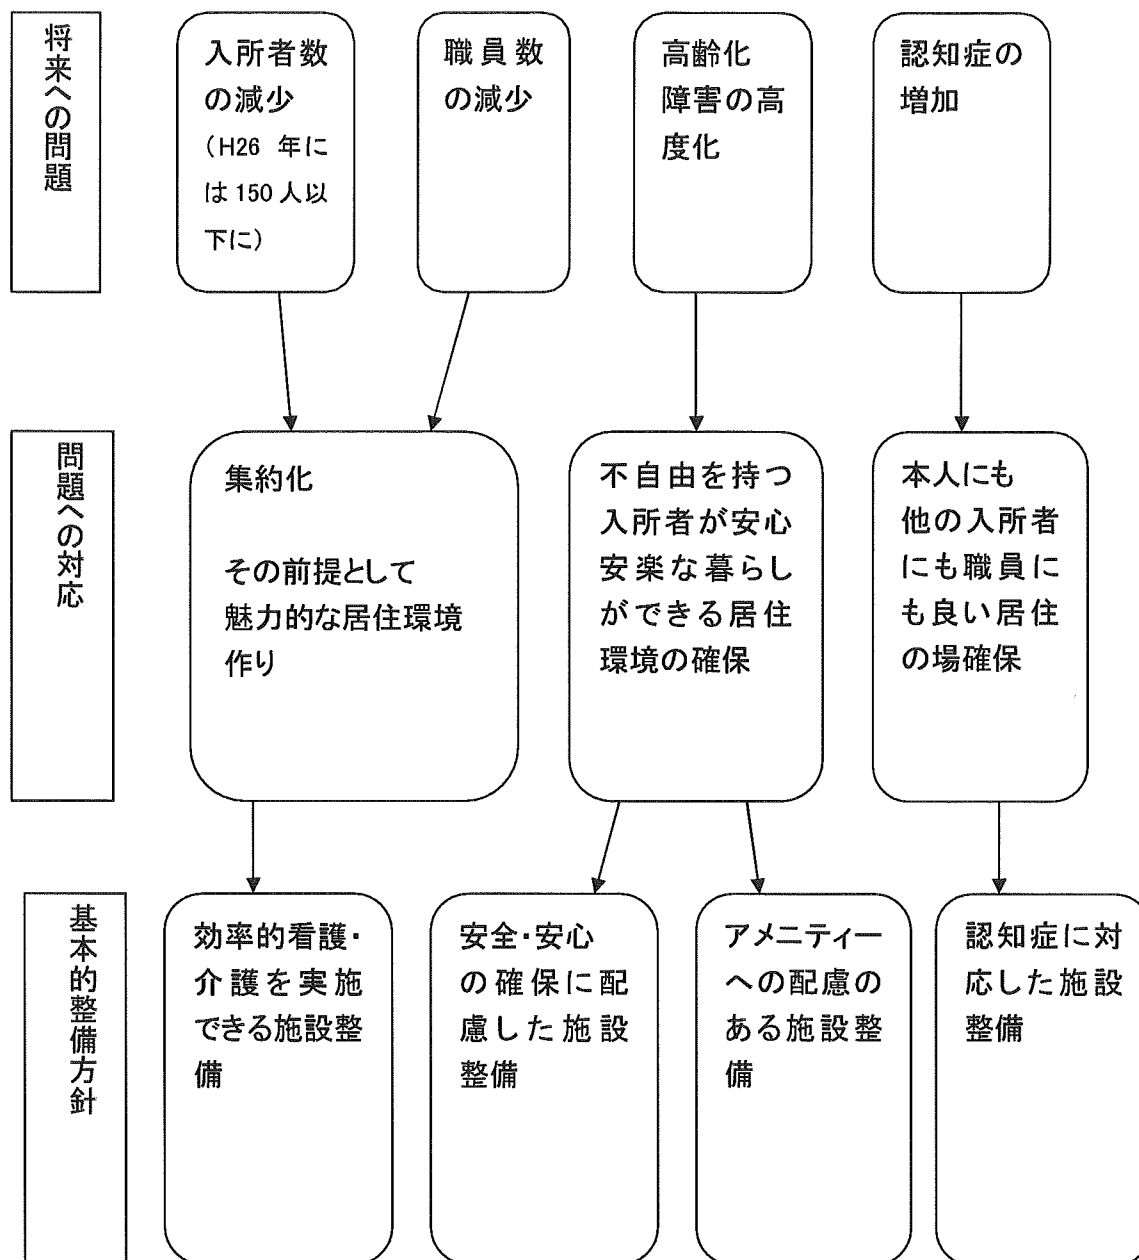 将来への問題
入所者数
の減少
（H26 年に
は 150 人以
下に）
職員数
の減少
高齢化
障害の高
度化
認知症の
増加
問題への対応
集約化
その前提として
魅力的な居住環境
作り
不自由を持つ
入所者が安心
安楽な暮らし
ができる居住
環境の確保
本人にも
他の入所者
にも職員に
も良い居住
の場確保
基本的整備方針
効率的看護・
介護を実施
できる施設整
備
安全・安心
の確保に配
慮した施設
整備
アメニティー
への配慮の
ある施設整
備
認知症に対
応した施設
整備